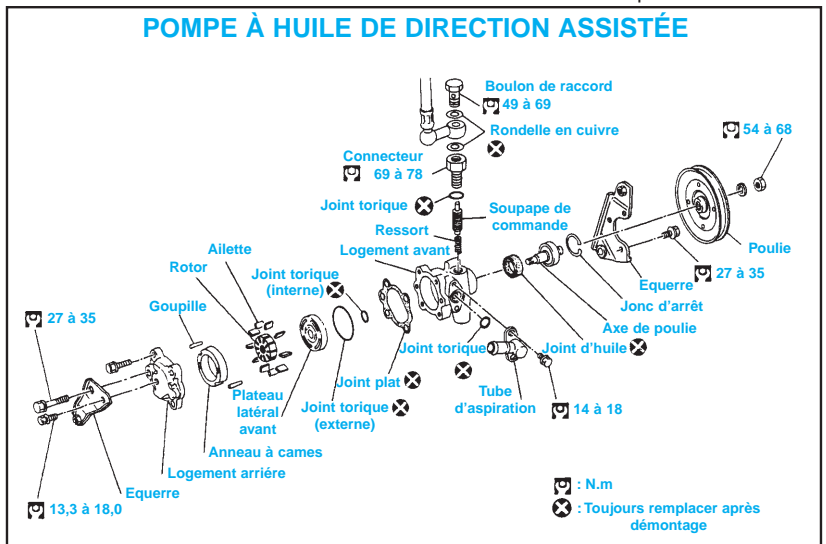 POMPE À HUILE DE DIRECTION ASSISTÉE
Boulon de raccord
49 à 69
Rondelle en cuivre
54 à 68
Connecteur
69 à 78
Joint torique
Soupape de
commande
Ressort
Logement avant
Poulie
Ailette
Rotor
Joint torique
(interne)
Equerre
27 à 35
Goupille
Jonc d'arrêt
27 à 35
Axe de poulie
Joint torique
Joint d'huile
Joint plat
Plateau
latéral
avant
Joint torique
(externe)
Tube
d'aspiration
14 à 18
Anneau à cames
Logement arriére
Equerre
13,3 à 18,0
: N.m
: Toujours remplacer après
démontage